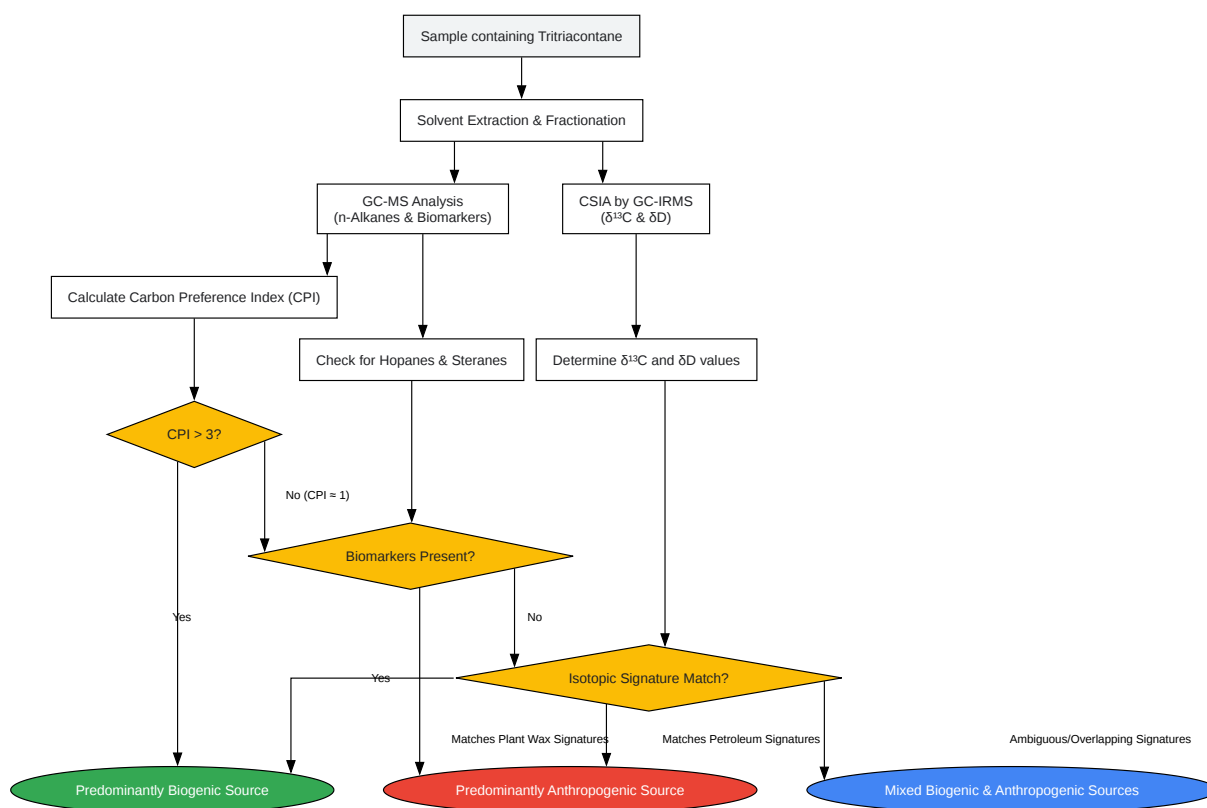 Sample containing Tritriacontane
Solvent Extraction & Fractionation
GC-MS Analysis
(n-Alkanes & Biomarkers)
CSIA by GC-IRMS
(δ¹³C & δD)
Calculate Carbon Preference Index (CPI)
Check for Hopanes & Steranes
Determine δ¹³C and δD values
CPI > 3?
No (CPI ≈ 1)
Biomarkers Present?
Yes
No
Yes
Isotopic Signature Match?
Matches Plant Wax Signatures
Matches Petroleum Signatures
Ambiguous/Overlapping Signatures
Predominantly Biogenic Source
Predominantly Anthropogenic Source
Mixed Biogenic & Anthropogenic Sources